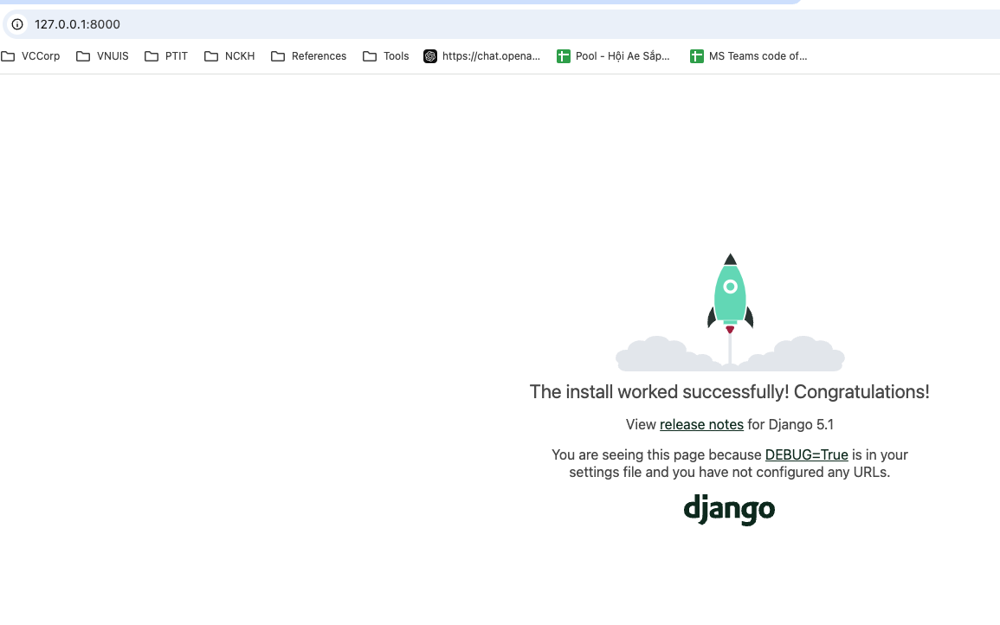 127.0.0.1:8000
VCCorp VNUIS PTIT NCKH References Tools https://chat.opena... Pool - Hội Ae Sắp... MS Teams code of...
The install worked successfully! Congratulations!
View release notes for Django 5.1
You are seeing this page because DEBUG=True is in your
settings file and you have not configured any URLs.
django